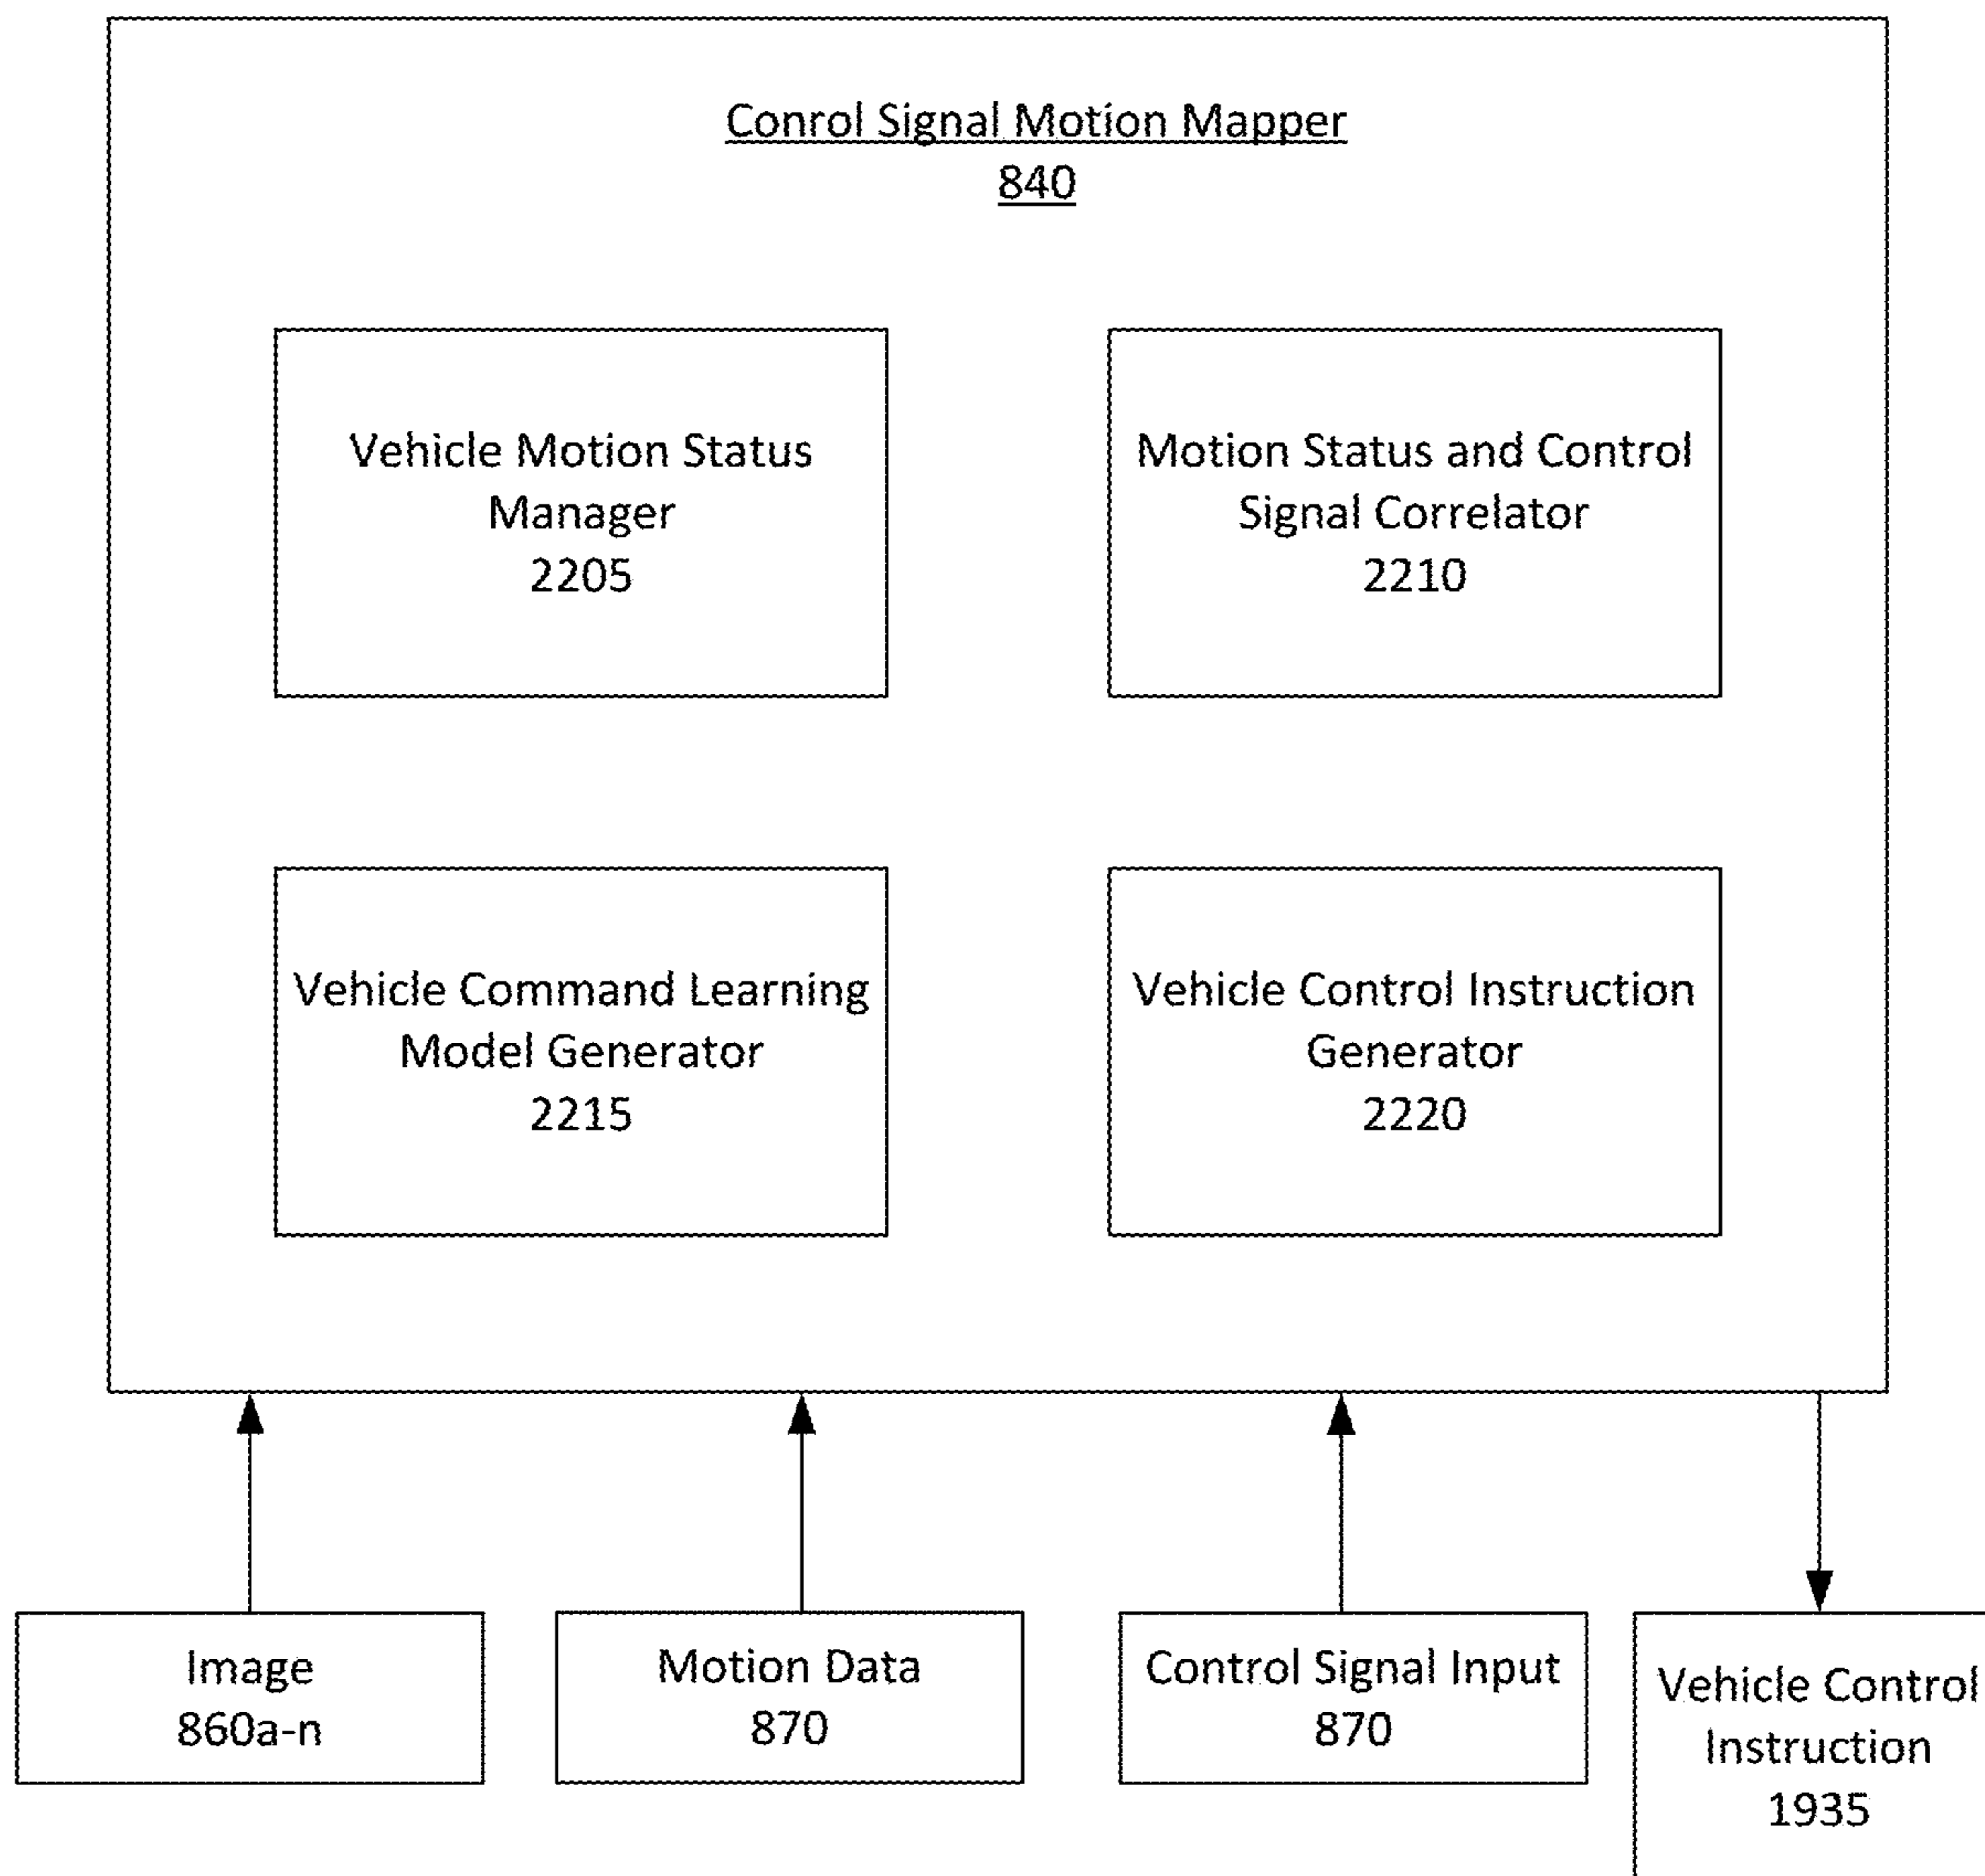 Conrol Signal Motion Mapper
840
Vehicle Motion Status
Manager
2205
Motion Status and Control
Signal Correlator
2210
Vehicle Command Learning
Model Generator
2215
Vehicle Control Instruction
Generator
2220
Image
860a-n
Motion Data
870
Control Signal Input
870
Vehicle Control
Instruction
1935